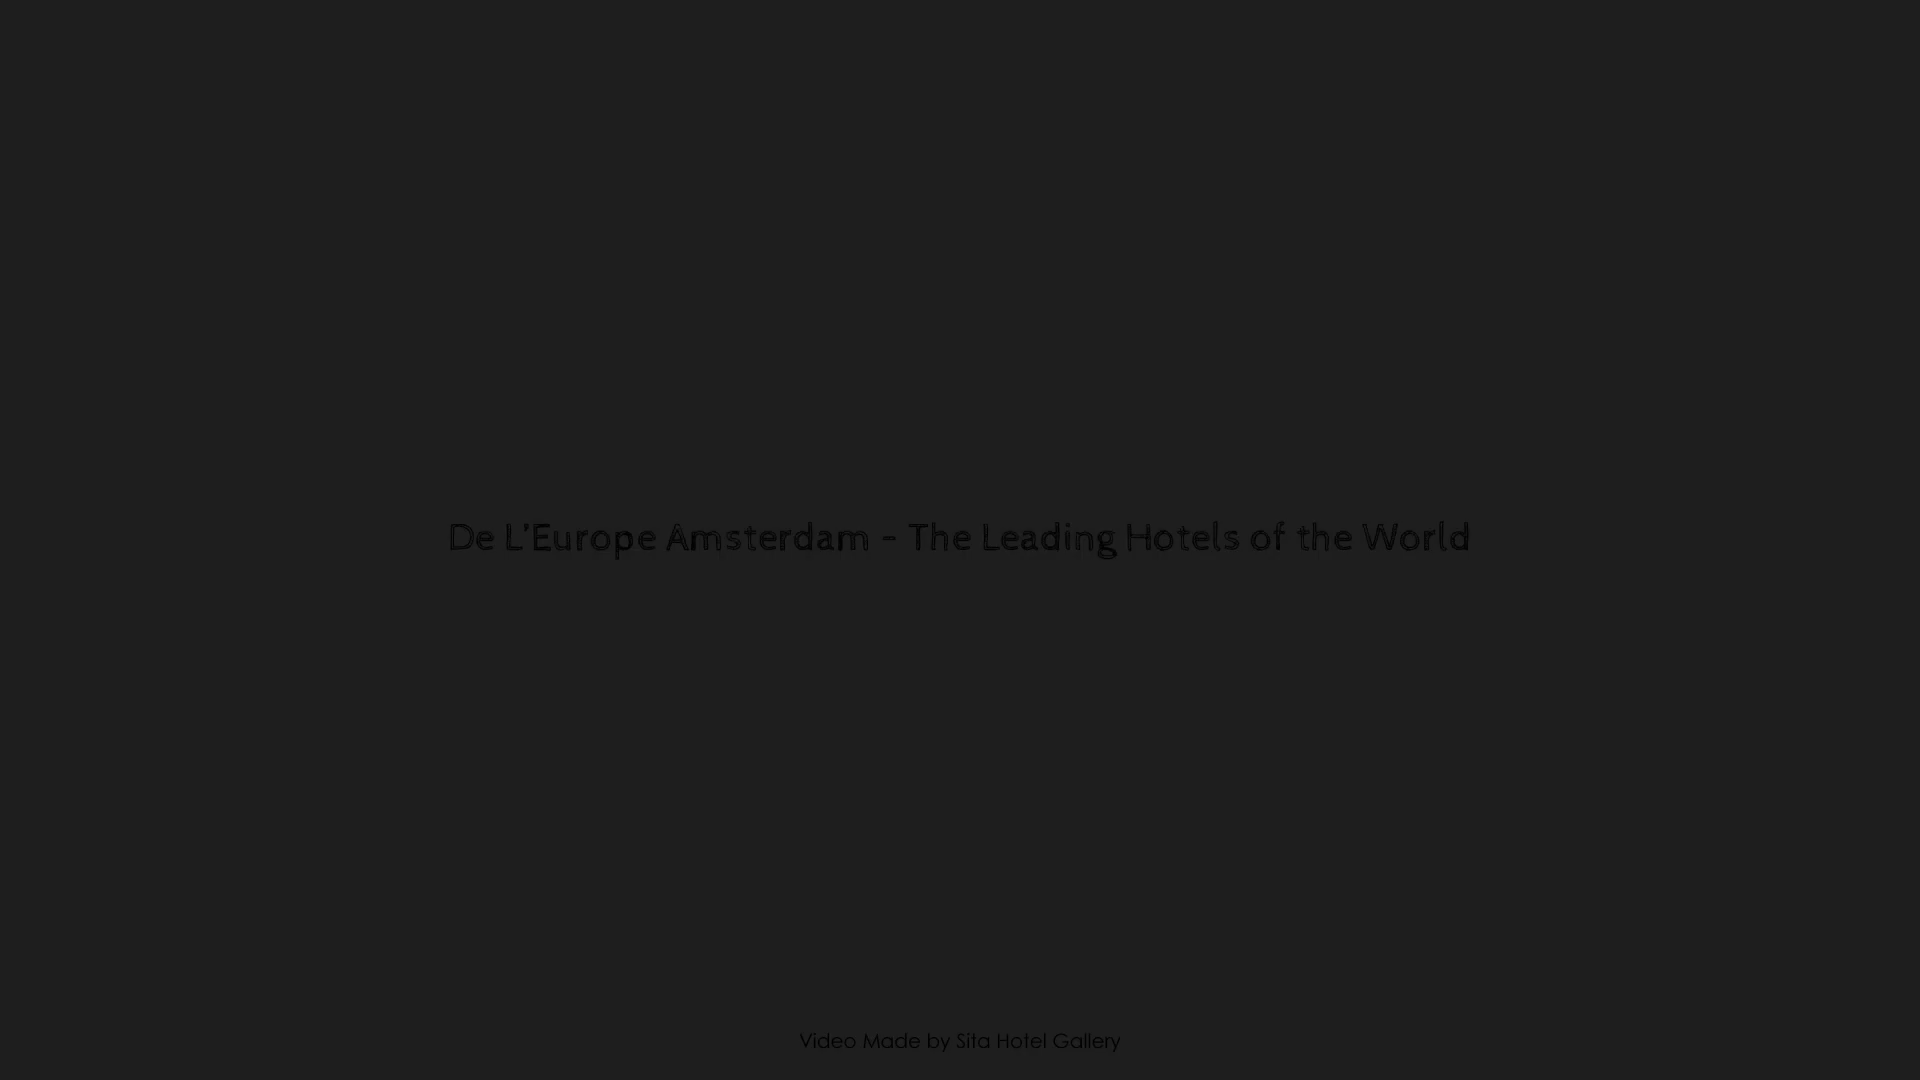 De L’Europe Amsterdam - The Leading Hotels of the World
Video Made by Sita Hotel Gallery